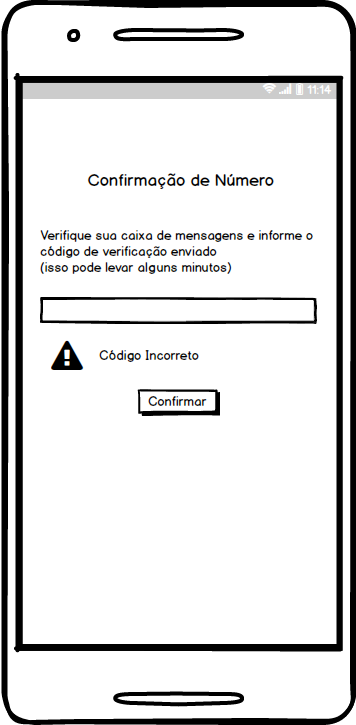 11:14
Confirmação de Número
Verifique sua caixa de mensagens e informe o
código de verificação enviado
(isso pode levar alguns minutos)
Código Incorreto
Confirmar